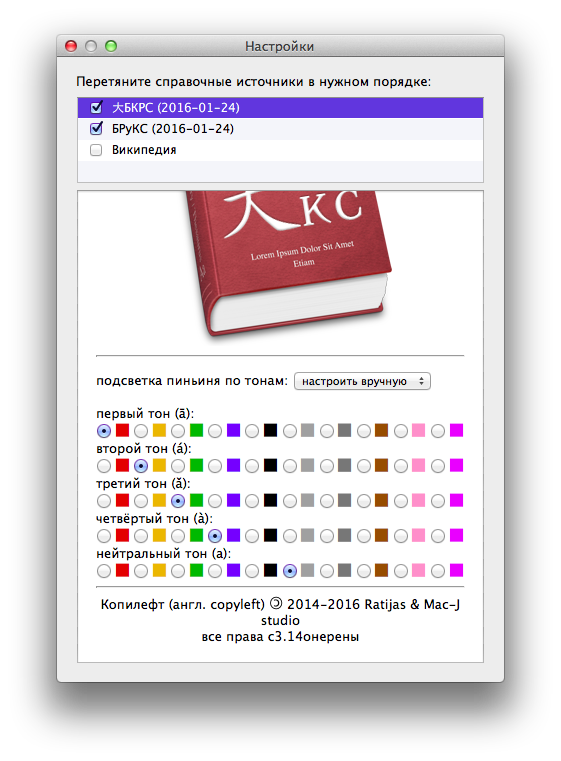 Настройки
Перетяните справочные источники в нужном порядке:
大БКРС (2016-01-24)
БРуКС (2016-01-24)
Википедия
大КС
Lorem Ipsum Dolor Sit Amet
Etiam
подсветка пиньиня по тонам: настроить вручную
первый тон (ā):
второй тон (á):
третий тон (ǎ):
четвёртый тон (à):
нейтральный тон (a):
Копилефт (англ. copyleft) 🄯 2014-2016 Ratijas & Mac-J
studio
все права с3.14онерены